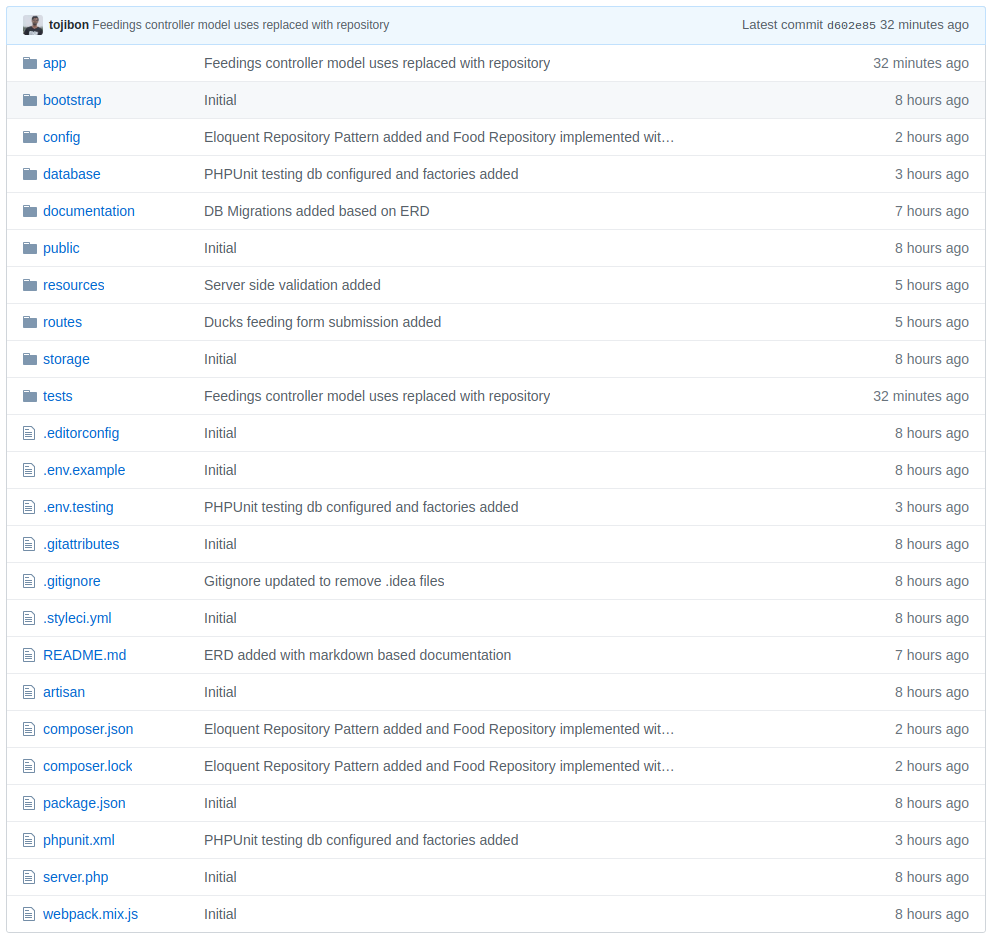 tojibon Feedings controller model uses replaced with repository Latest commit d602e85 32 minutes ago
app Feedings controller model uses replaced with repository 32 minutes ago
bootstrap Initial 8 hours ago
config Eloquent Repository Pattern added and Food Repository implemented wit… 2 hours ago
database PHPUnit testing db configured and factories added 3 hours ago
documentation DB Migrations added based on ERD 7 hours ago
public Initial 8 hours ago
resources Server side validation added 5 hours ago
routes Ducks feeding form submission added 5 hours ago
storage Initial 8 hours ago
tests Feedings controller model uses replaced with repository 32 minutes ago
.editorconfig Initial 8 hours ago
.env.example Initial 8 hours ago
.env.testing PHPUnit testing db configured and factories added 3 hours ago
.gitattributes Initial 8 hours ago
.gitignore Gitignore updated to remove .idea files 8 hours ago
.styleci.yml Initial 8 hours ago
README.md ERD added with markdown based documentation 7 hours ago
artisan Initial 8 hours ago
composer.json Eloquent Repository Pattern added and Food Repository implemented wit… 2 hours ago
composer.lock Eloquent Repository Pattern added and Food Repository implemented wit… 2 hours ago
package.json Initial 8 hours ago
phpunit.xml PHPUnit testing db configured and factories added 3 hours ago
server.php Initial 8 hours ago
webpack.mix.js Initial 8 hours ago